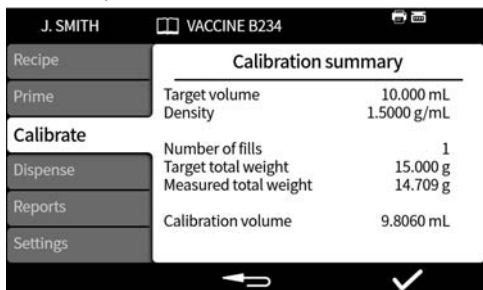 J. SMITH VACCINE B234
Recipe
Prime
Calibrate
Dispense
Reports
Settings
Calibration summary
Target volume 10.000 mL
Density 1.5000 g/mL
Number of fills 1
Target total weight 15.000 g
Measured total weight 14.709 g
Calibration volume 9.8060 mL